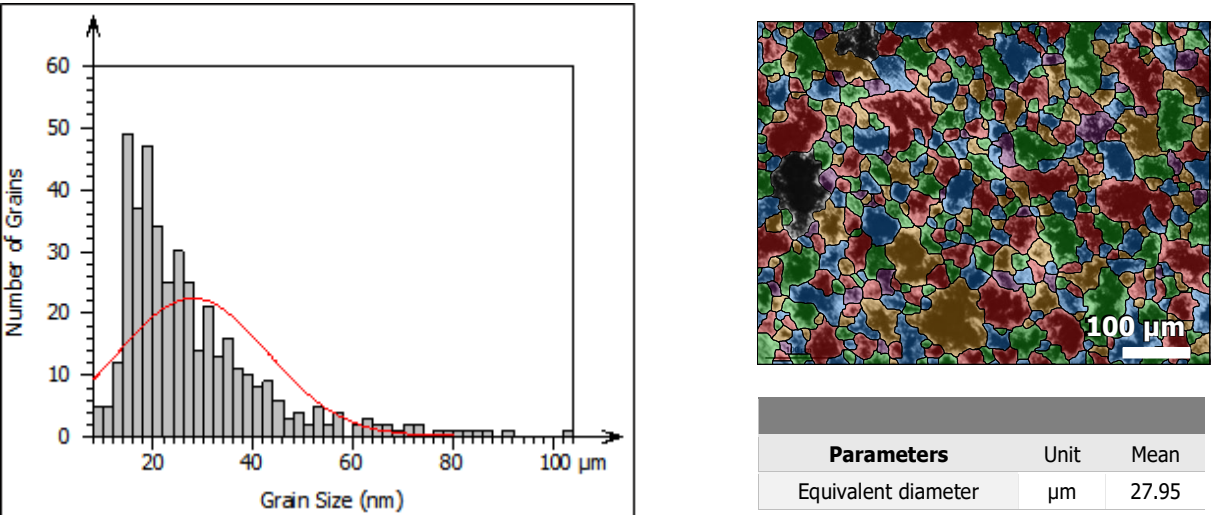 60
50
40
30
20
10
0
Number of Grains
20 40 60 80 100 µm
Grain Size (nm)
100 µm
Parameters Unit Mean
Equivalent diameter µm 27.95